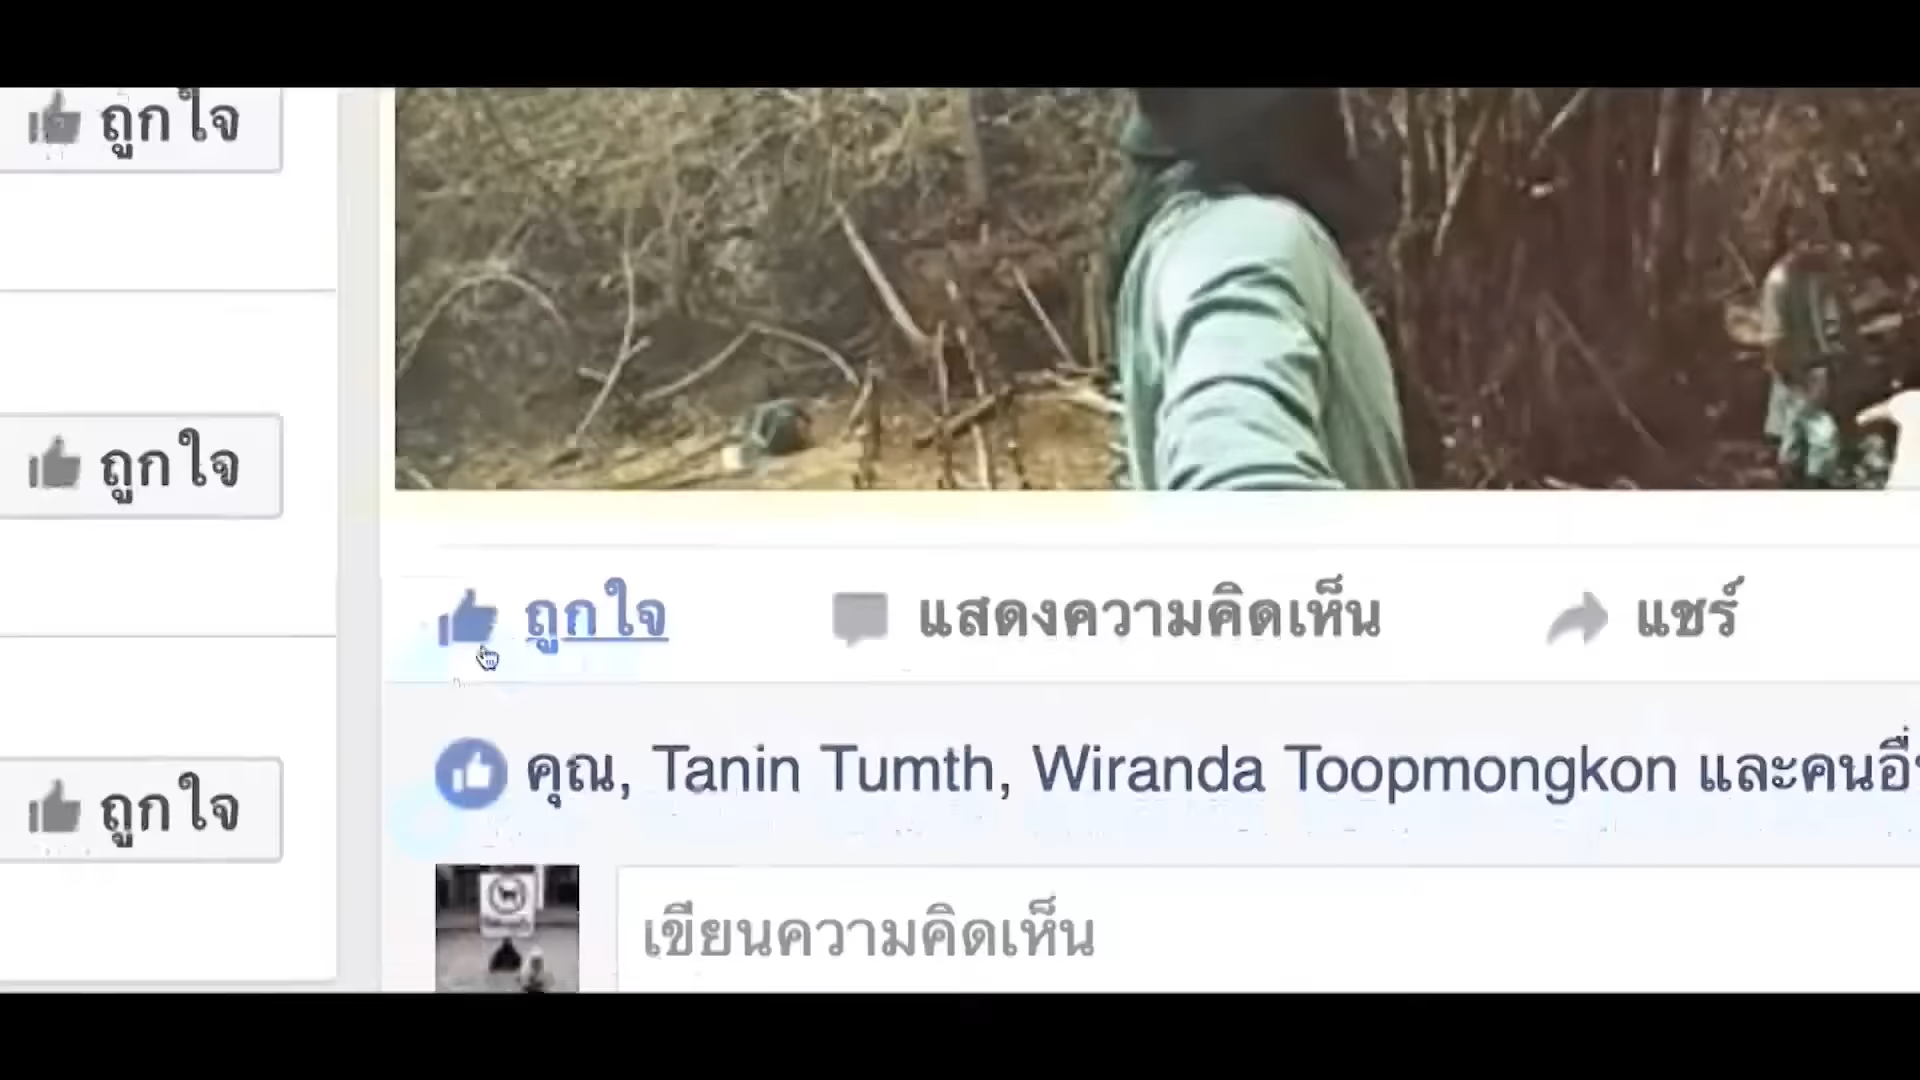 ถูกใจ
ถูกใจ
ถูกใจ แสดงความคิดเห็น แชร์
คุณ, Tanin Tumth, Wiranda Toopmongkon และคนอื่
ถูกใจ
เขียนความคิดเห็น